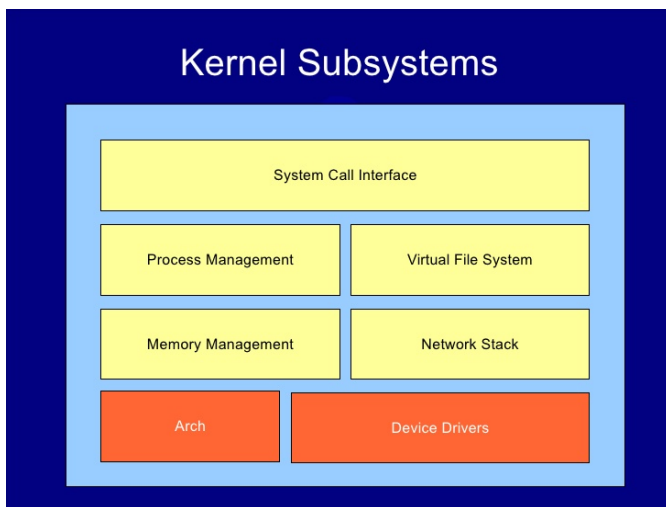 Kernel Subsystems
System Call Interface
Process Management
Virtual File System
Memory Management
Network Stack
Arch
Device Drivers